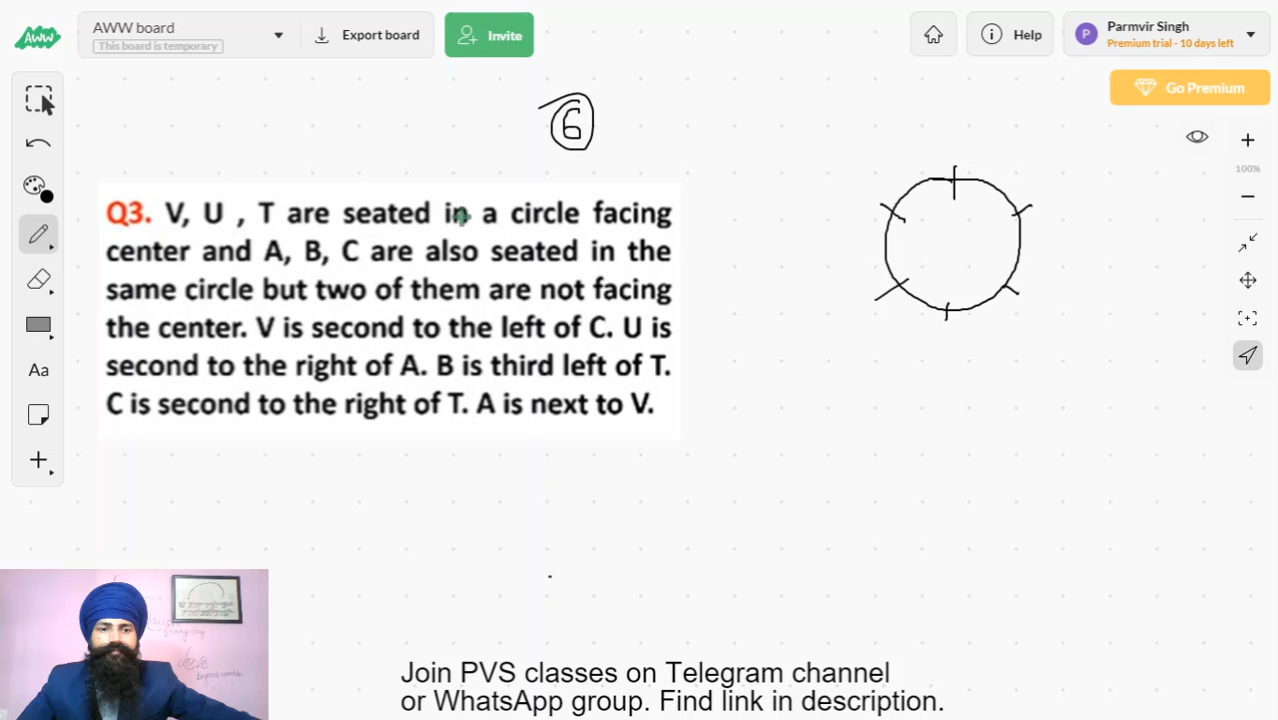 AWW
AWW board
This board is temporary
Export board
Invite
Help
P
Parmvir Singh
Premium trial - 10 days left
Go Premium
100%
6
Q3. V, U , T are seated in a circle facing
center and A, B, C are also seated in the
same circle but two of them are not facing
the center. V is second to the left of C. U is
second to the right of A. B is third left of T.
C is second to the right of T. A is next to V.
Aa
Join PVS classes on Telegram channel
or WhatsApp group. Find link in description.